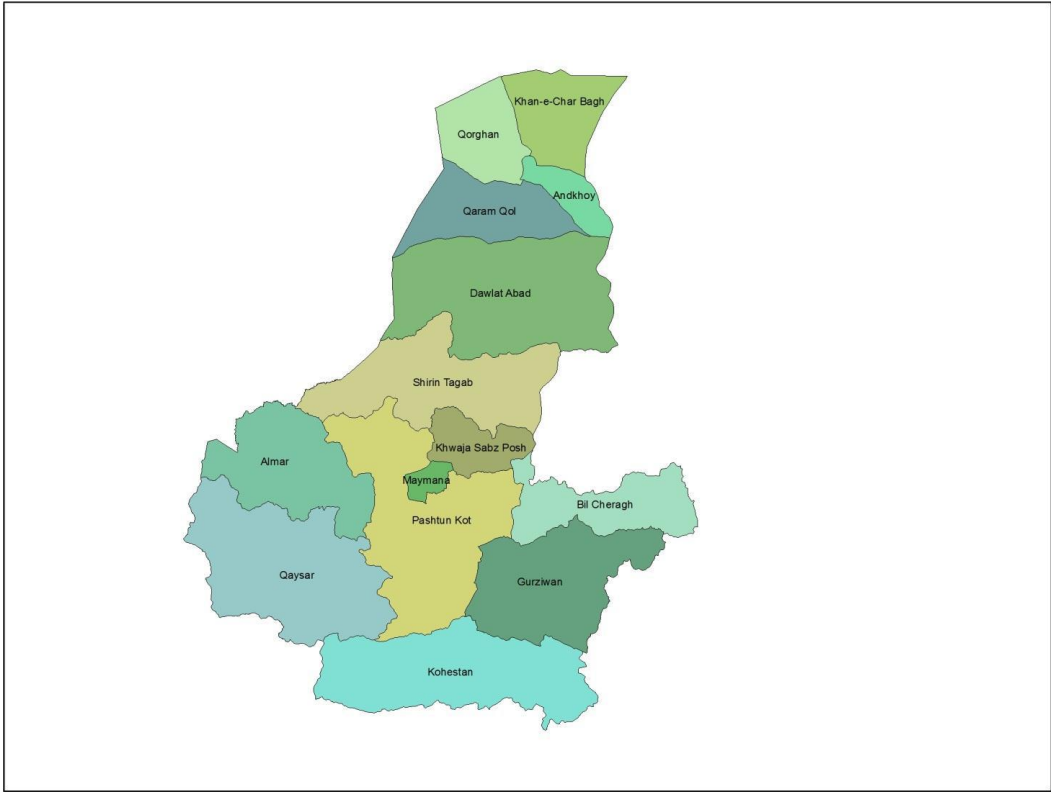 Khan-e-Char Bagh
Qorghan
Andkhoy
Qaram Qol
Dawlat Abad
Shirin Tagab
Khwaja Sabz Posh
Almar
Maymana
Bil Cheragh
Pashtun Kot
Qaysar
Gurziwan
Kohestan